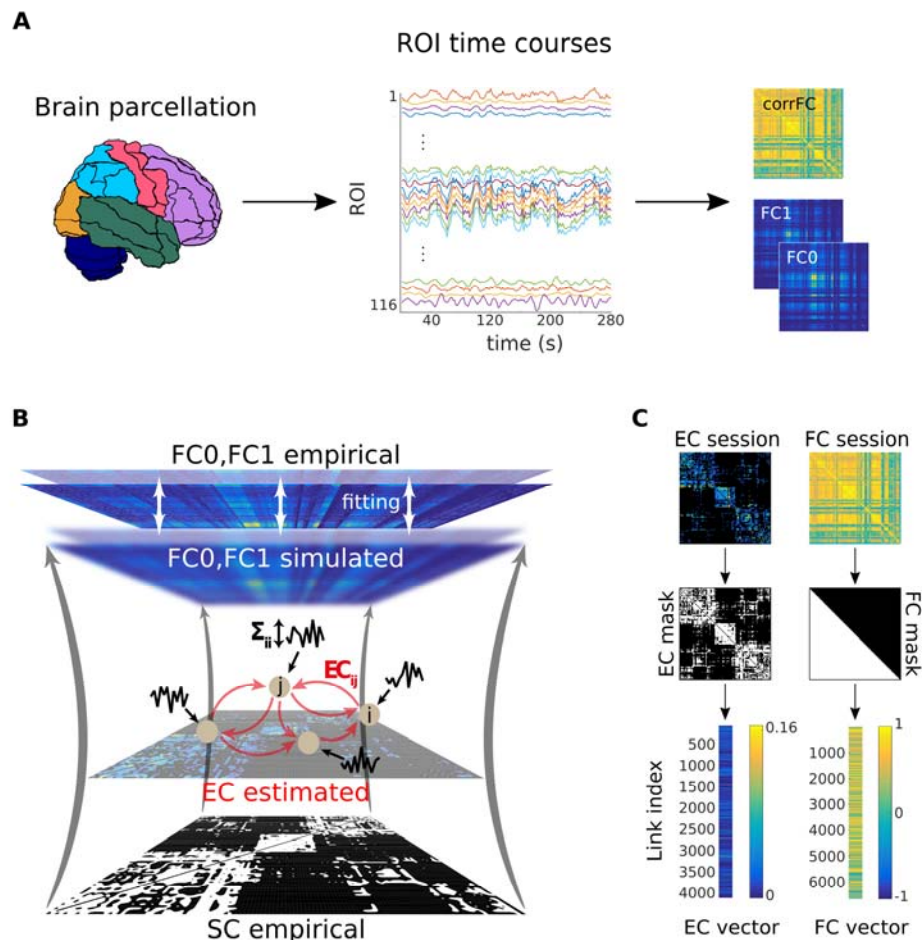 A
ROI time courses
Brain parcellation
ROI
1
⋮
⋮
116
40 120 200 280
time (s)
corrFC
FC1
FC0
B
FC0,FC1 empirical
fitting
FC0,FC1 simulated
Σii
ECij
j
i
EC estimated
SC empirical
C
EC session
FC session
EC mask
FC mask
Link index
500
1000
1500
2000
2500
3000
3500
4000
0.16
0
EC vector
1000
2000
3000
4000
5000
6000
1
0
-1
FC vector